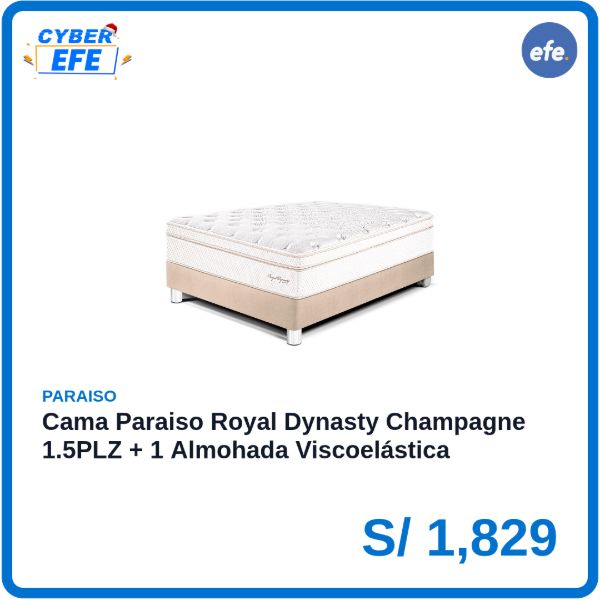 CYBER
EFE
efe.
PARAISO
Cama Paraiso Royal Dynasty Champagne
1.5PLZ + 1 Almohada Viscoelástica
S/ 1,829